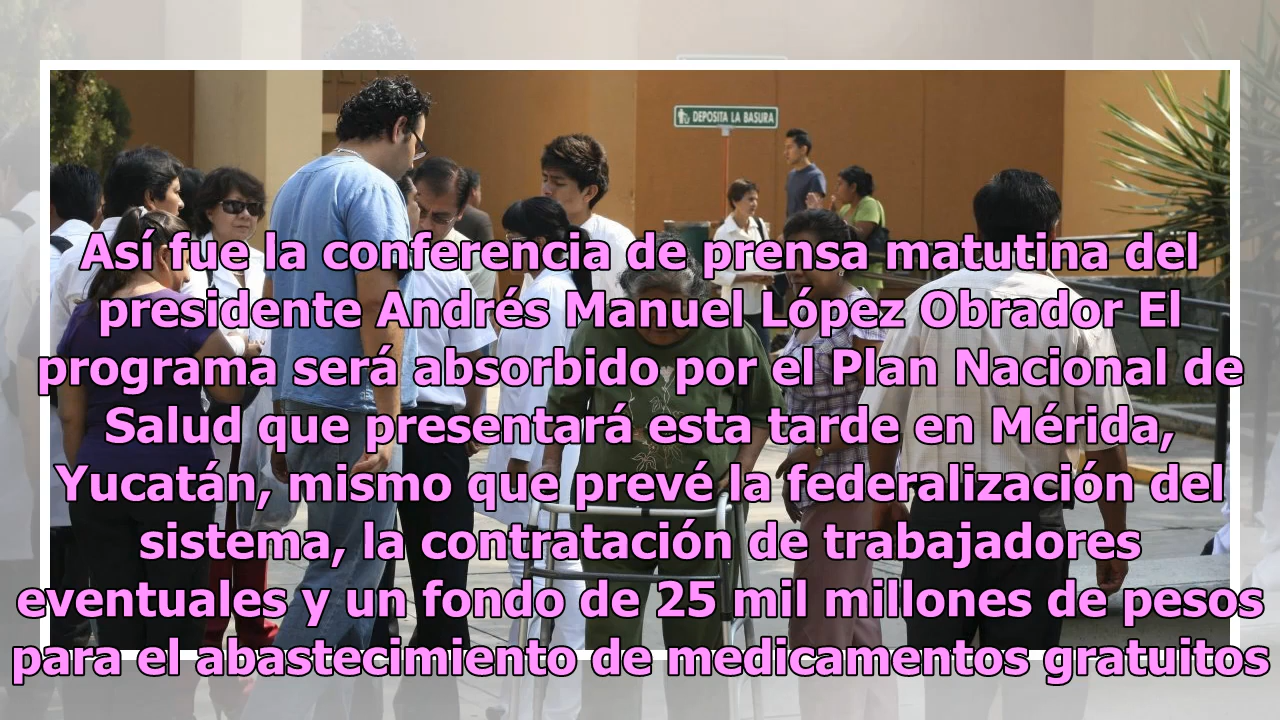 DEPOSITA LA BASURA
Así fue la conferencia de prensa matutina del
presidente Andrés Manuel López Obrador El
programa será absorbido por el Plan Nacional de
Salud que presentará esta tarde en Mérida,
Yucatán, mismo que prevé la federalización del
sistema, la contratación de trabajadores
eventuales y un fondo de 25 mil millones de pesos
para el abastecimiento de medicamentos gratuitos